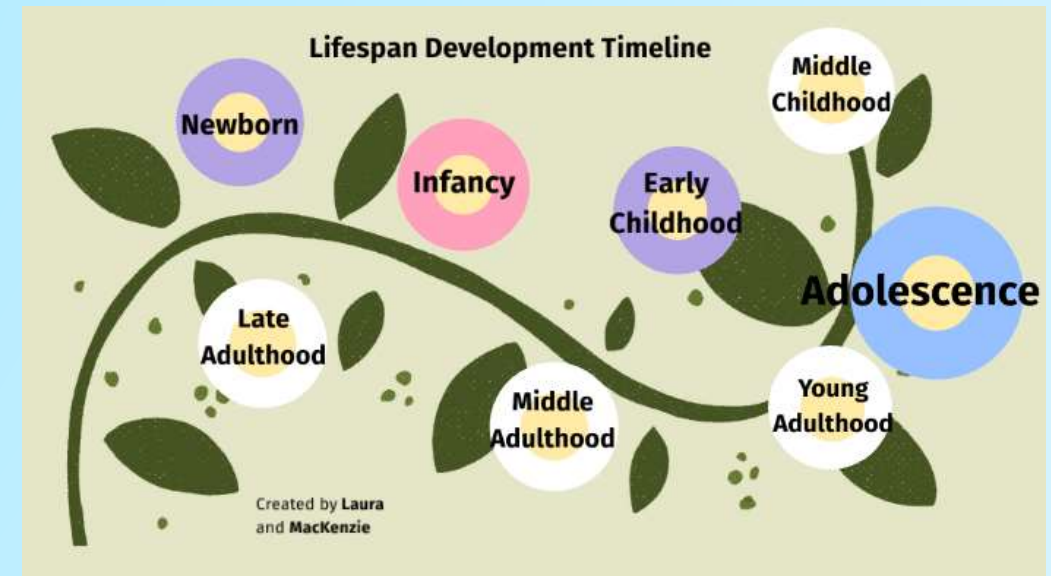 Lifespan Development Timeline
Newborn
Infancy
Early
Childhood
Middle
Childhood
Adolescence
Young
Adulthood
Middle
Adulthood
Late
Adulthood
Created by Laura
and MacKenzie